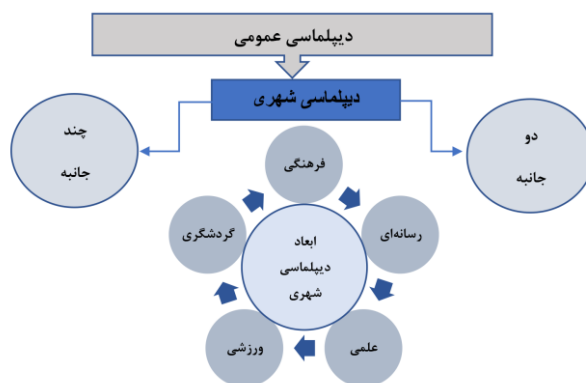 دیپلماسی عمومی
دیپلماسی شهری
دو
جانبه
چند
جانبه
فرهنگی
رسانه‌ای
علمی
ورزشی
گردشگری
ابعاد
دیپلماسی
شهری